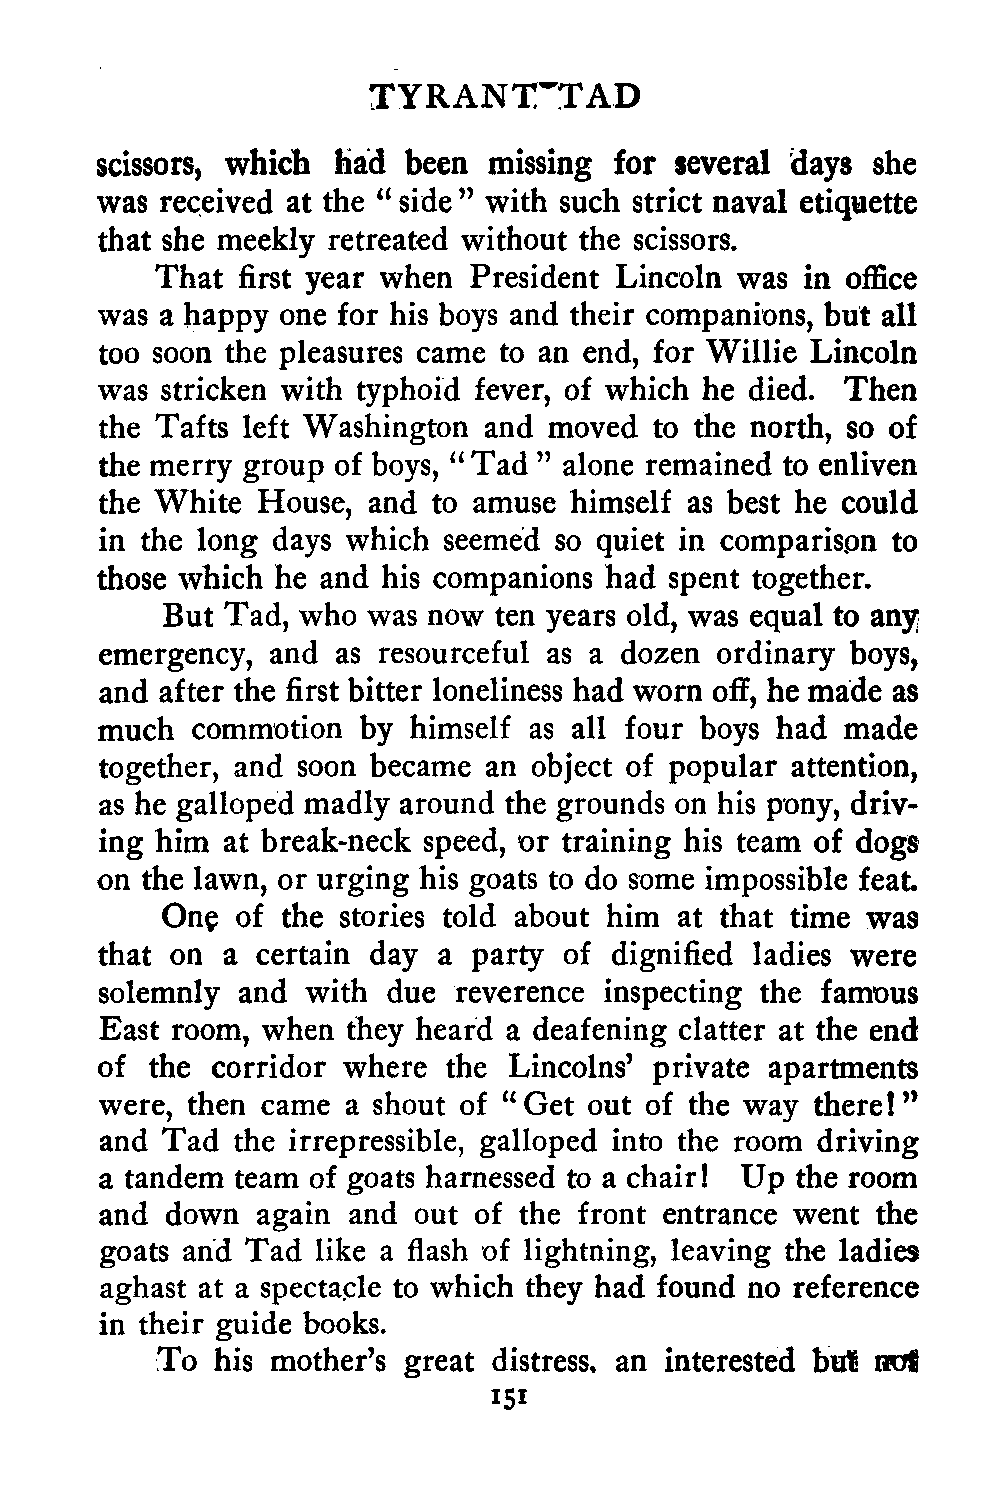 TYRANT TAD
scissors, which had been missing for several days she
was received at the " side " with such strict naval etiquette
that she meekly retreated without the scissors.
That first year when President Lincoln was in office
was a happy one for his boys and their companions, but all
too soon the pleasures came to an end, for Willie Lincoln
was stricken with typhoid fever, of which he died. Then
the Tafts left Washington and moved to the north, so of
the merry group of boys, " Tad " alone remained to enliven
the White House, and to amuse himself as best he could
in the long days which seemed so quiet in comparison to
those which he and his companions had spent together.
But Tad, who was now ten years old, was equal to any
emergency, and as resourceful as a dozen ordinary boys,
and after the first bitter loneliness had worn off, he made as
much commotion by himself as all four boys had made
together, and soon became an object of popular attention,
as he galloped madly around the grounds on his pony, driv-
ing him at break-neck speed, or training his team of dogs
on the lawn, or urging his goats to do some impossible feat.
One of the stories told about him at that time was
that on a certain day a party of dignified ladies were
solemnly and with due reverence inspecting the famous
East room, when they heard a deafening clatter at the end
of the corridor where the Lincolns' private apartments
were, then came a shout of " Get out of the way there! "
and Tad the irrepressible, galloped into the room driving
a tandem team of goats harnessed to a chair! Up the room
and down again and out of the front entrance went the
goats and Tad like a flash of lightning, leaving the ladies
aghast at a spectacle to which they had found no reference
in their guide books.
To his mother's great distress, an interested but not
151